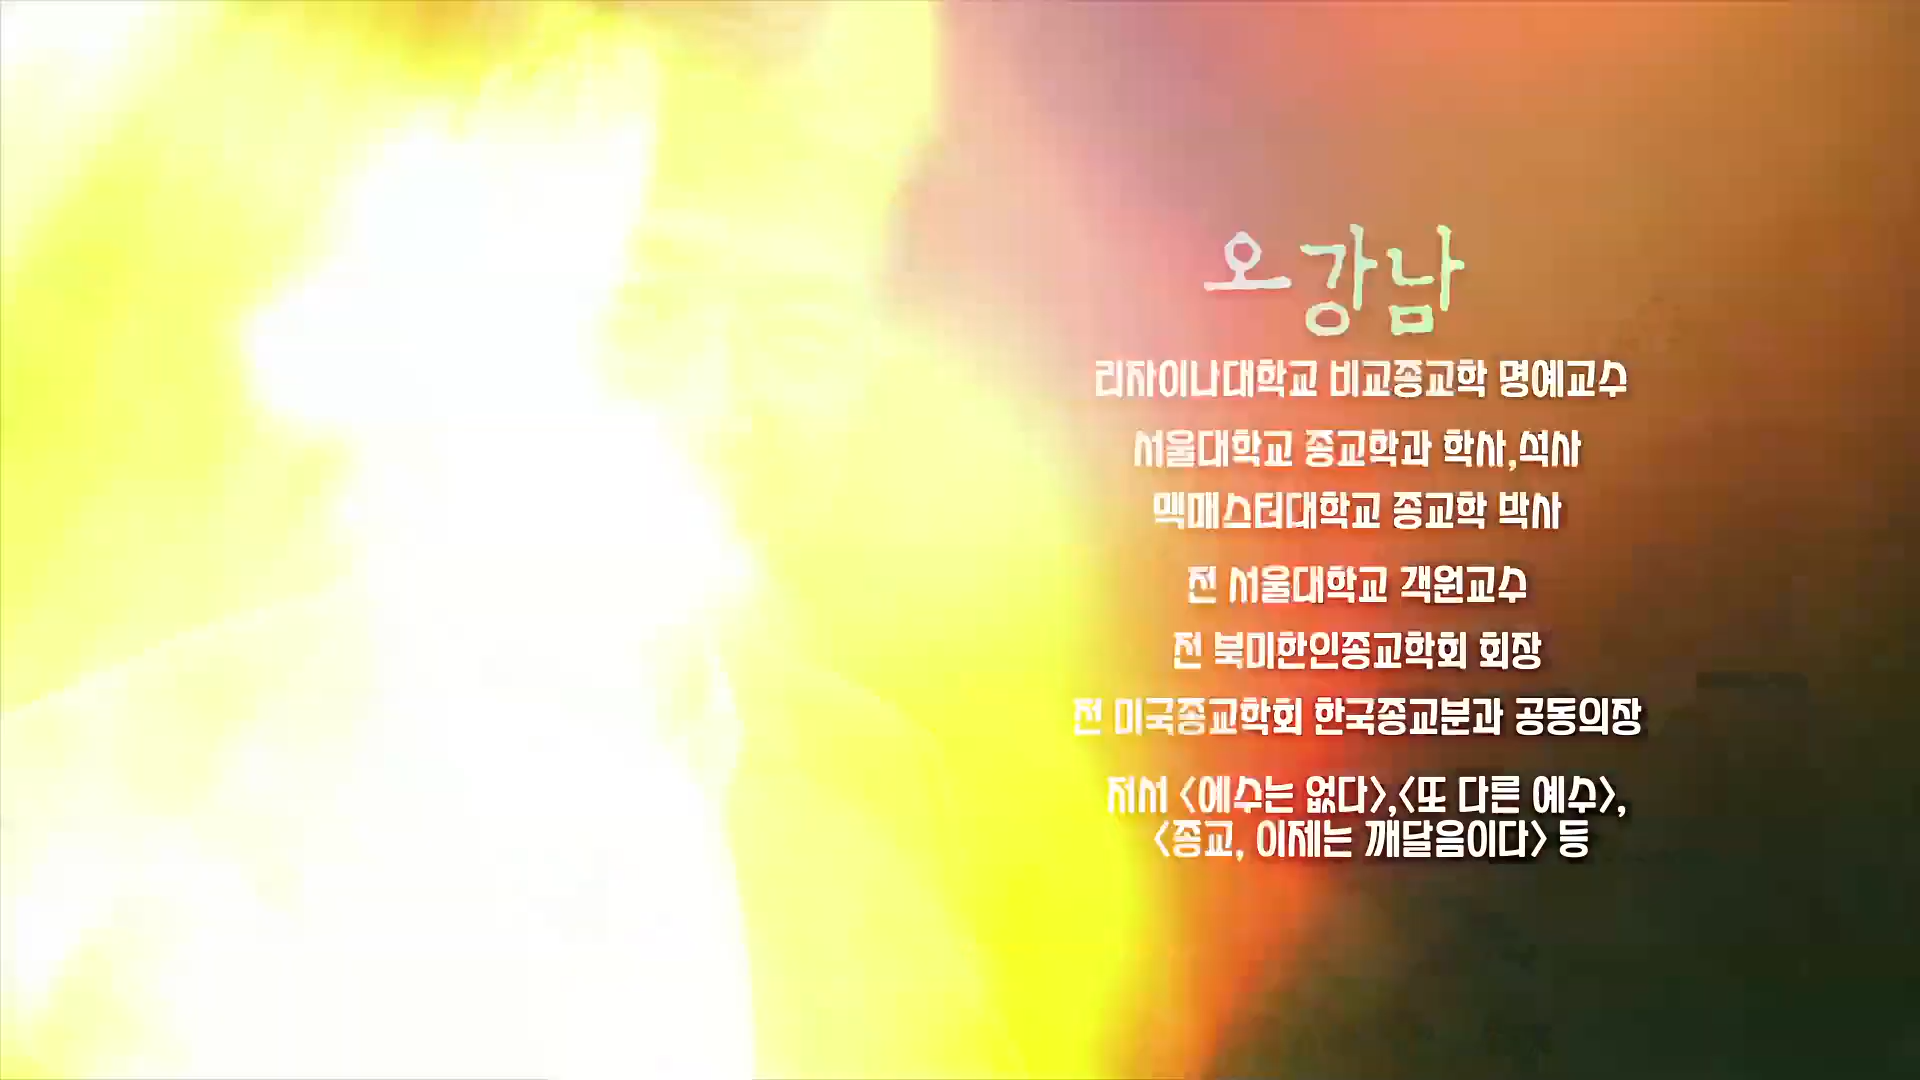 오강남
리자이나대학교 비교종교학 명예교수
서울대학교 종교학과 학사,석사
맥매스터대학교 종교학 박사
전 서울대학교 객원교수
전 북미한인종교학회 회장
전 미국종교학회 한국종교분과 공동의장
저서 <예수는 없다>,<또 다른 예수>,
<종교, 이제는 깨달음이다> 등